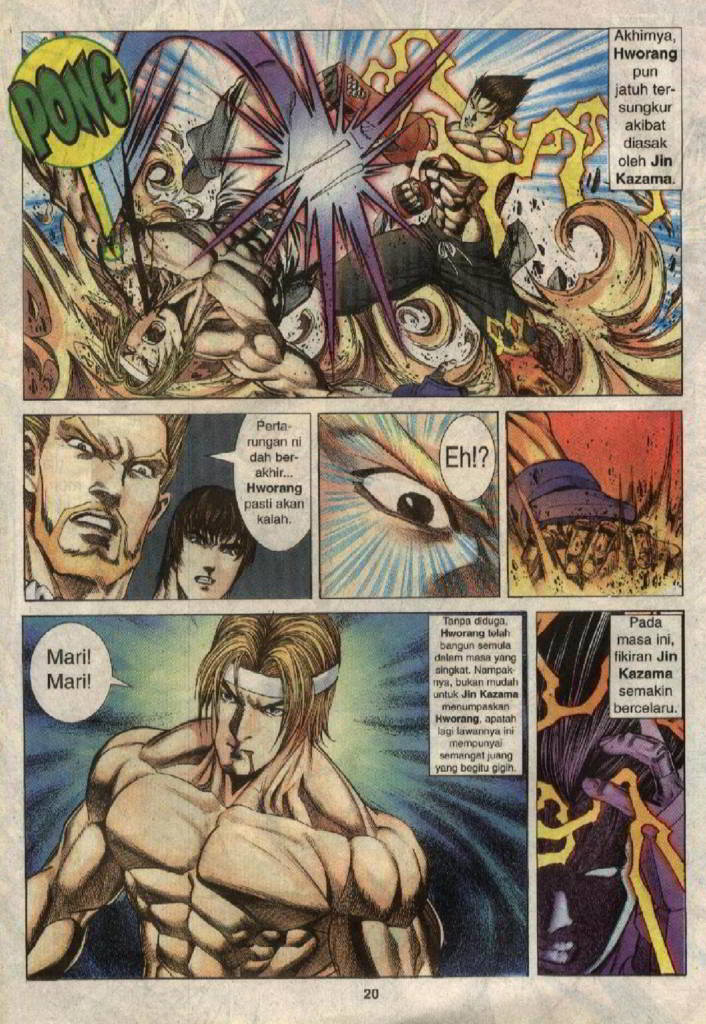 PONG
Akhirnya,
Hworang
pun
jatuh ter-
sungkur
akibat
diasak
oleh Jin
Kazama.
Perta-
rungan ni
dah ber-
akhir...
Hworang
pasti akan
kalah.
Eh!?
Mari!
Mari!
Tanpa diduga,
Hworang telah
bangun semula
dalam masa yang
singkat. Nampak-
nya, bukan mudah
untuk Jin Kazama
menumpaskan
Hworang, apatah
lagi lawannya ini
mempunyai
semangat juang
yang begitu gigih.
Pada
masa ini,
fikiran Jin
Kazama
semakin
bercelaru.
20